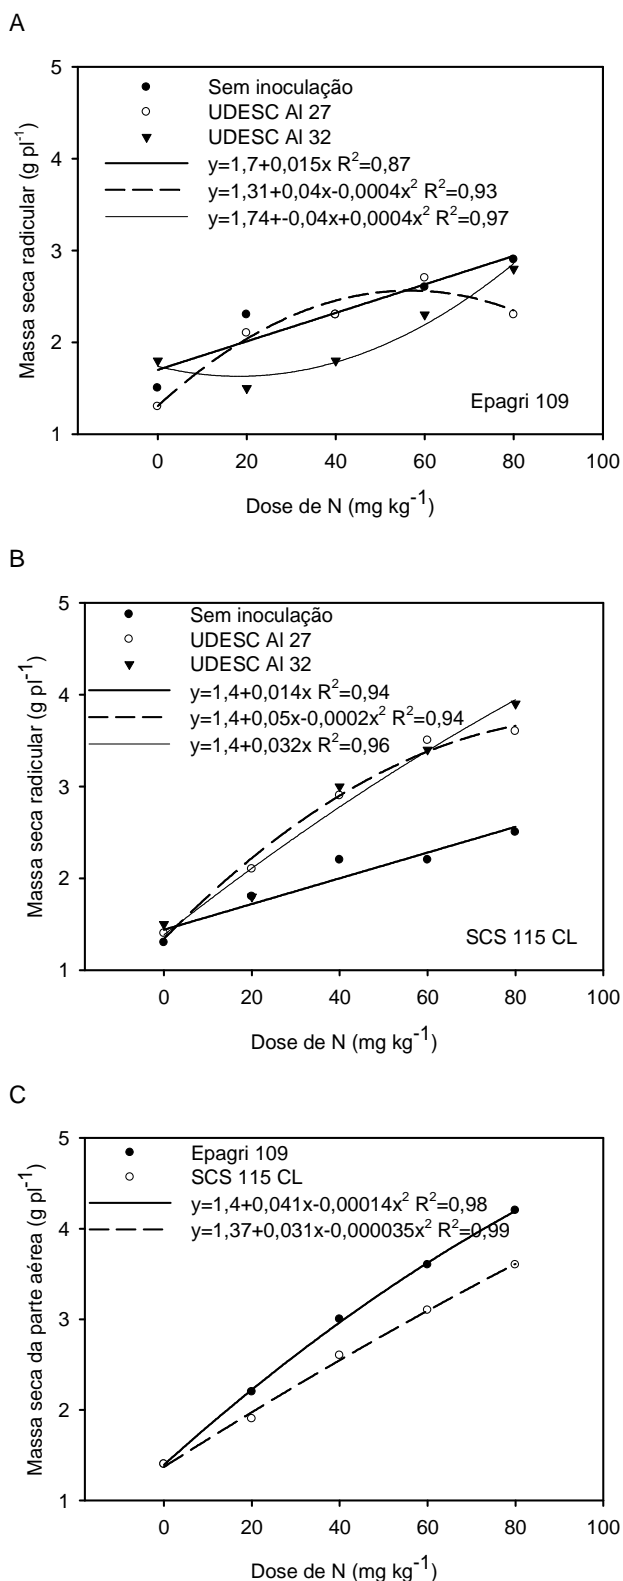 A
5
4
3
2
1
Massa seca radicular (g pl⁻¹)
Sem inoculação
UDESC AI 27
UDESC AI 32
y=1,7+0,015x R²=0,87
y=1,31+0,04x-0,0004x² R²=0,93
y=1,74+-0,04x+0,0004x² R²=0,97
Epagri 109
0 20 40 60 80 100
Dose de N (mg kg⁻¹)
B
5
4
3
2
1
Massa seca radicular (g pl⁻¹)
Sem inoculação
UDESC AI 27
UDESC AI 32
y=1,4+0,014x R²=0,94
y=1,4+0,05x-0,0002x² R²=0,94
y=1,4+0,032x R²=0,96
SCS 115 CL
0 20 40 60 80 100
Dose de N (mg kg⁻¹)
C
5
4
3
2
1
Massa seca da parte aérea (g pl⁻¹)
Epagri 109
SCS 115 CL
y=1,4+0,041x-0,00014x² R²=0,98
y=1,37+0,031x-0,000035x² R²=0,99
0 20 40 60 80 100
Dose de N (mg kg⁻¹)